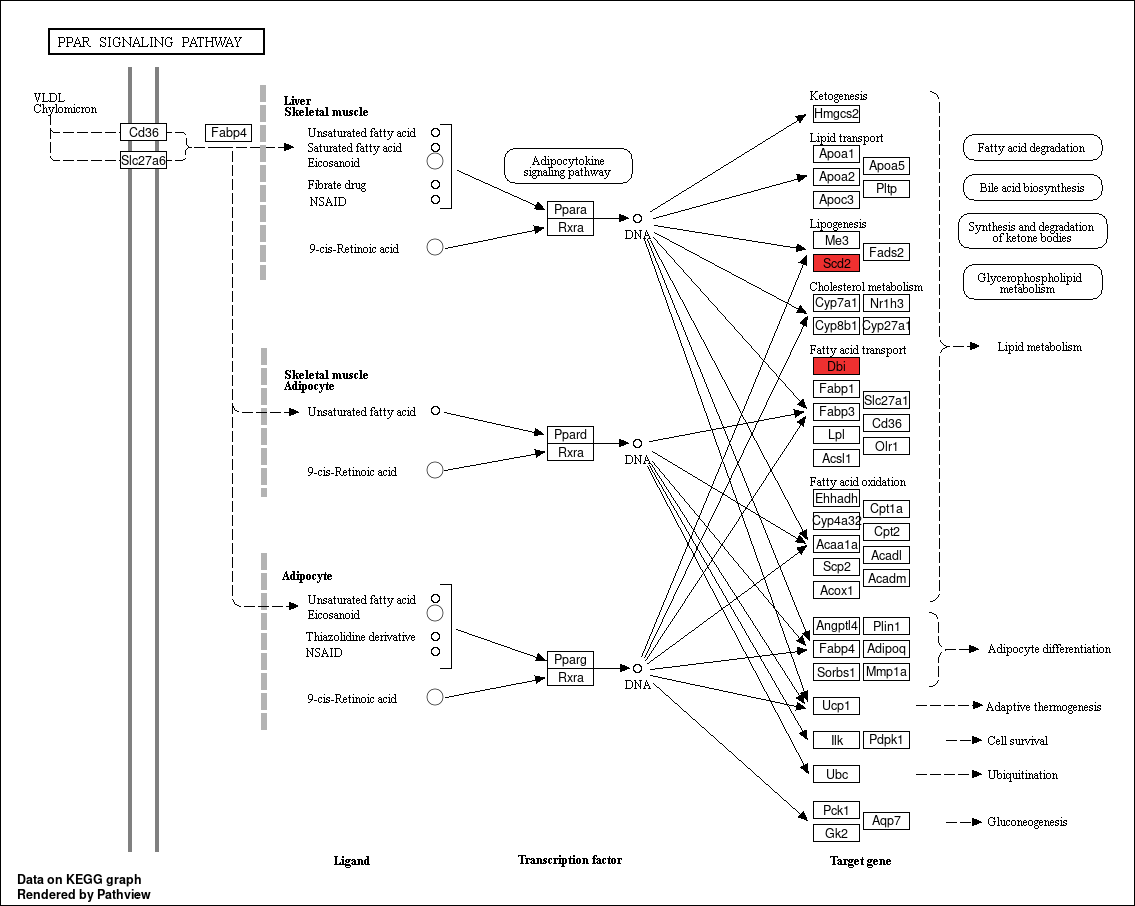 PPAR SIGNALING PATHWAY
VLDL
Chylomicron
Cd36
Slc27a6
Fabp4
Liver
Skeletal muscle
Unsaturated fatty acid
Saturated fatty acid
Eicosanoid
Fibrate drug
NSAID
9-cis-Retinoic acid
Adipocytokine
signaling pathway
Ppara
Rxra
DNA
Skeletal muscle
Adipocyte
Unsaturated fatty acid
9-cis-Retinoic acid
Ppard
Rxra
DNA
Adipocyte
Unsaturated fatty acid
Eicosanoid
Thiazolidine derivative
NSAID
9-cis-Retinoic acid
Pparg
Rxra
DNA
Ketogenesis
Hmgcs2
Lipid transport
Apoa1
Apoa5
Apoa2
Pltp
Apoc3
Lipogenesis
Me3
Fads2
Scd2
Cholesterol metabolism
Cyp7a1 Nr1h3
Cyp8b1 Cyp27a1
Fatty acid transport
Dbi
Fabp1
Slc27a1
Fabp3
Cd36
Lpl
Olr1
Acsl1
Fatty acid oxidation
Ehhadh
Cpt1a
Cyp4a32
Cpt2
Acaa1a
Acadl
Scp2
Acadm
Acox1
Angptl4 Plin1
Fabp4 Adipoq
Sorbs1 Mmp1a
Ucp1
Ilk Pdpk1
Ubc
Pck1
Aqp7
Gk2
Fatty acid degradation
Bile acid biosynthesis
Synthesis and degradation
of ketone bodies
Glycerophospholipid
metabolism
Lipid metabolism
Adipocyte differentiation
Adaptive thermogenesis
Cell survival
Ubiquitination
Gluconeogenesis
Ligand
Transcription factor
Target gene
Data on KEGG graph
Rendered by Pathview